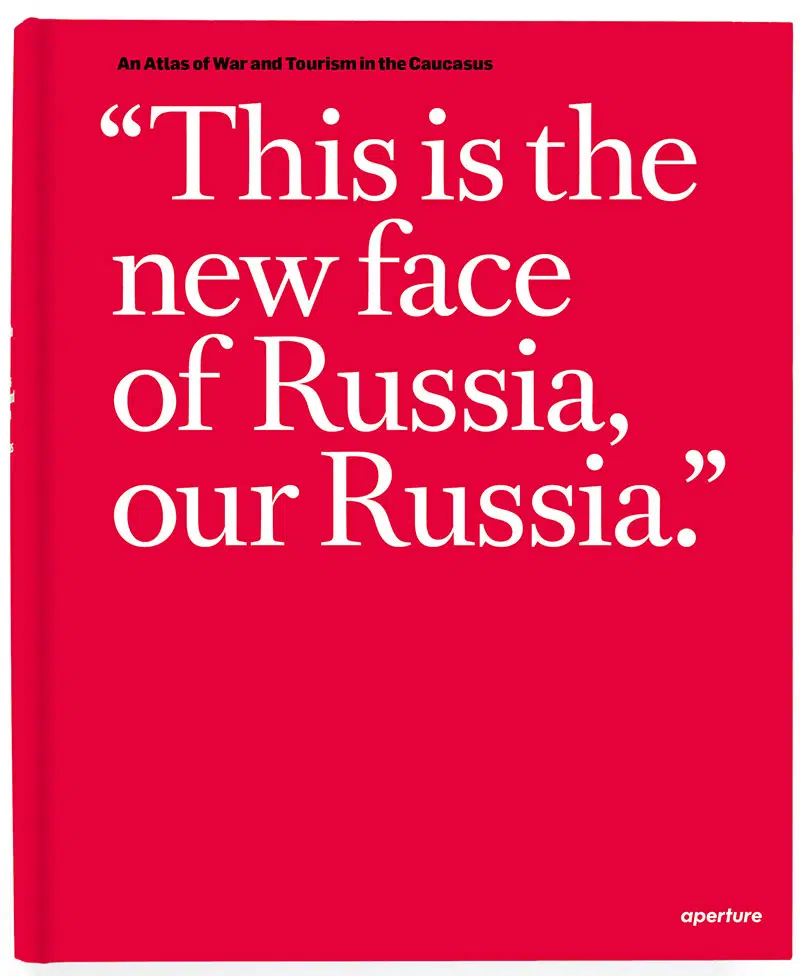 An Atlas of War and Tourism in the Caucasus
“This is the
new face
of Russia,
our Russia.”
aperture